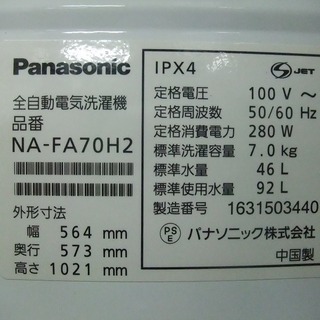 Panasonic
全自動電気洗濯機
品番
NA-FA70H2
外形寸法
幅 564 mm
奥行 573 mm
高さ 1021 mm
IPX4
S JET
定格電圧 100 V ～
定格周波数 50/60 Hz
定格消費電力 280 W
標準洗濯容量 7.0 kg
標準水量 46 L
標準使用水量 92 L
製造番号 1631503440
PSE パナソニック株式会社
中国製